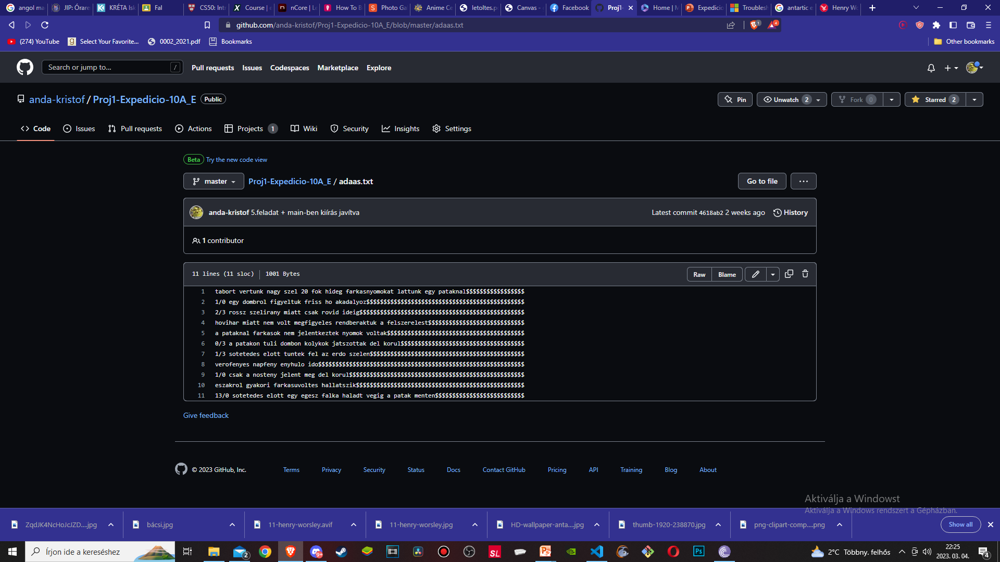 angol ma
JIP: Órare
KRÉTA Isk
Fal
CS50: Intr
Course | e
nCore | Le
How To B
Photo Ga
Anime Ce
letoltes.p
Canvas -
Facebook
Proj1-
Home | M
Expedicio
Troublesh
antartic e
Henry Wo
github.com/anda-kristof/Proj1-Expedicio-10A_E/blob/master/adaas.txt
1
4
(274) YouTube
Select Your Favorite...
0002_2021.pdf
Bookmarks
Other bookmarks
Search or jump to...
/
Pull requests
Issues
Codespaces
Marketplace
Explore
anda-kristof / Proj1-Expedicio-10A_E
Public
Pin
Unwatch 2
Fork 0
Starred 2
Code
Issues
Pull requests
Actions
Projects 1
Wiki
Security
Insights
Settings
Beta Try the new code view
master
Proj1-Expedicio-10A_E / adaas.txt
Go to file
...
anda-kristof 5.feladat + main-ben kiírás javítva
Latest commit 4618ab2 2 weeks ago
History
1 contributor
11 lines (11 sloc) | 1001 Bytes
Raw
Blame
1 tabort vertunk nagy szel 20 fok hideg farkasnyomokat lattunk egy pataknal$$$$$$$$$$$$$$$$$
2 1/0 egy dombrol figyeltuk friss ho akadalyoz$$$$$$$$$$$$$$$$$$$$$$$$$$$$$$$$$$$$$$$$$$$$$$
3 2/3 rossz szelirany miatt csak rovid ideig$$$$$$$$$$$$$$$$$$$$$$$$$$$$$$$$$$$$$$$$$$$$$$$$
4 hovihar miatt nem volt megfigyeles rendberaktuk a felszerelest$$$$$$$$$$$$$$$$$$$$$$$$$$$$
5 a pataknal farkasok nem jelentkeztek nyomok voltak$$$$$$$$$$$$$$$$$$$$$$$$$$$$$$$$$$$$$$$$
6 0/3 a patakon tuli dombon kolykok jatszottak del korul$$$$$$$$$$$$$$$$$$$$$$$$$$$$$$$$$$$$
7 1/3 sotetedes elott tuntek fel az erdo szelen$$$$$$$$$$$$$$$$$$$$$$$$$$$$$$$$$$$$$$$$$$$$$
8 verofenyes napfeny enyhulo ido$$$$$$$$$$$$$$$$$$$$$$$$$$$$$$$$$$$$$$$$$$$$$$$$$$$$$$$$$$$$
9 1/0 csak a nosteny jelent meg del korul$$$$$$$$$$$$$$$$$$$$$$$$$$$$$$$$$$$$$$$$$$$$$$$$$$$
10 eszakrol gyakori farkasuvoltes hallatszik$$$$$$$$$$$$$$$$$$$$$$$$$$$$$$$$$$$$$$$$$$$$$$$$$
11 13/0 sotetedes elott egy egesz falka haladt vegig a patak menten$$$$$$$$$$$$$$$$$$$$$$$$$$
Give feedback
© 2023 GitHub, Inc.
Terms
Privacy
Security
Status
Docs
Contact GitHub
Pricing
API
Training
Blog
About
Aktiválja a Windowst
Aktiválja a Windows rendszert a Gépházban.
ZqdJK4NcHoJcJZD....jpg
bácsi.jpg
11-henry-worsley.avif
11-henry-worsley.jpg
HD-wallpaper-anta....jpg
thumb-1920-238870.jpg
png-clipart-comp....png
Show all
Írjon ide a kereséshez
2
9+
SL
Ps
2°C Többny. felhős
22:25
2023. 03. 04.
4